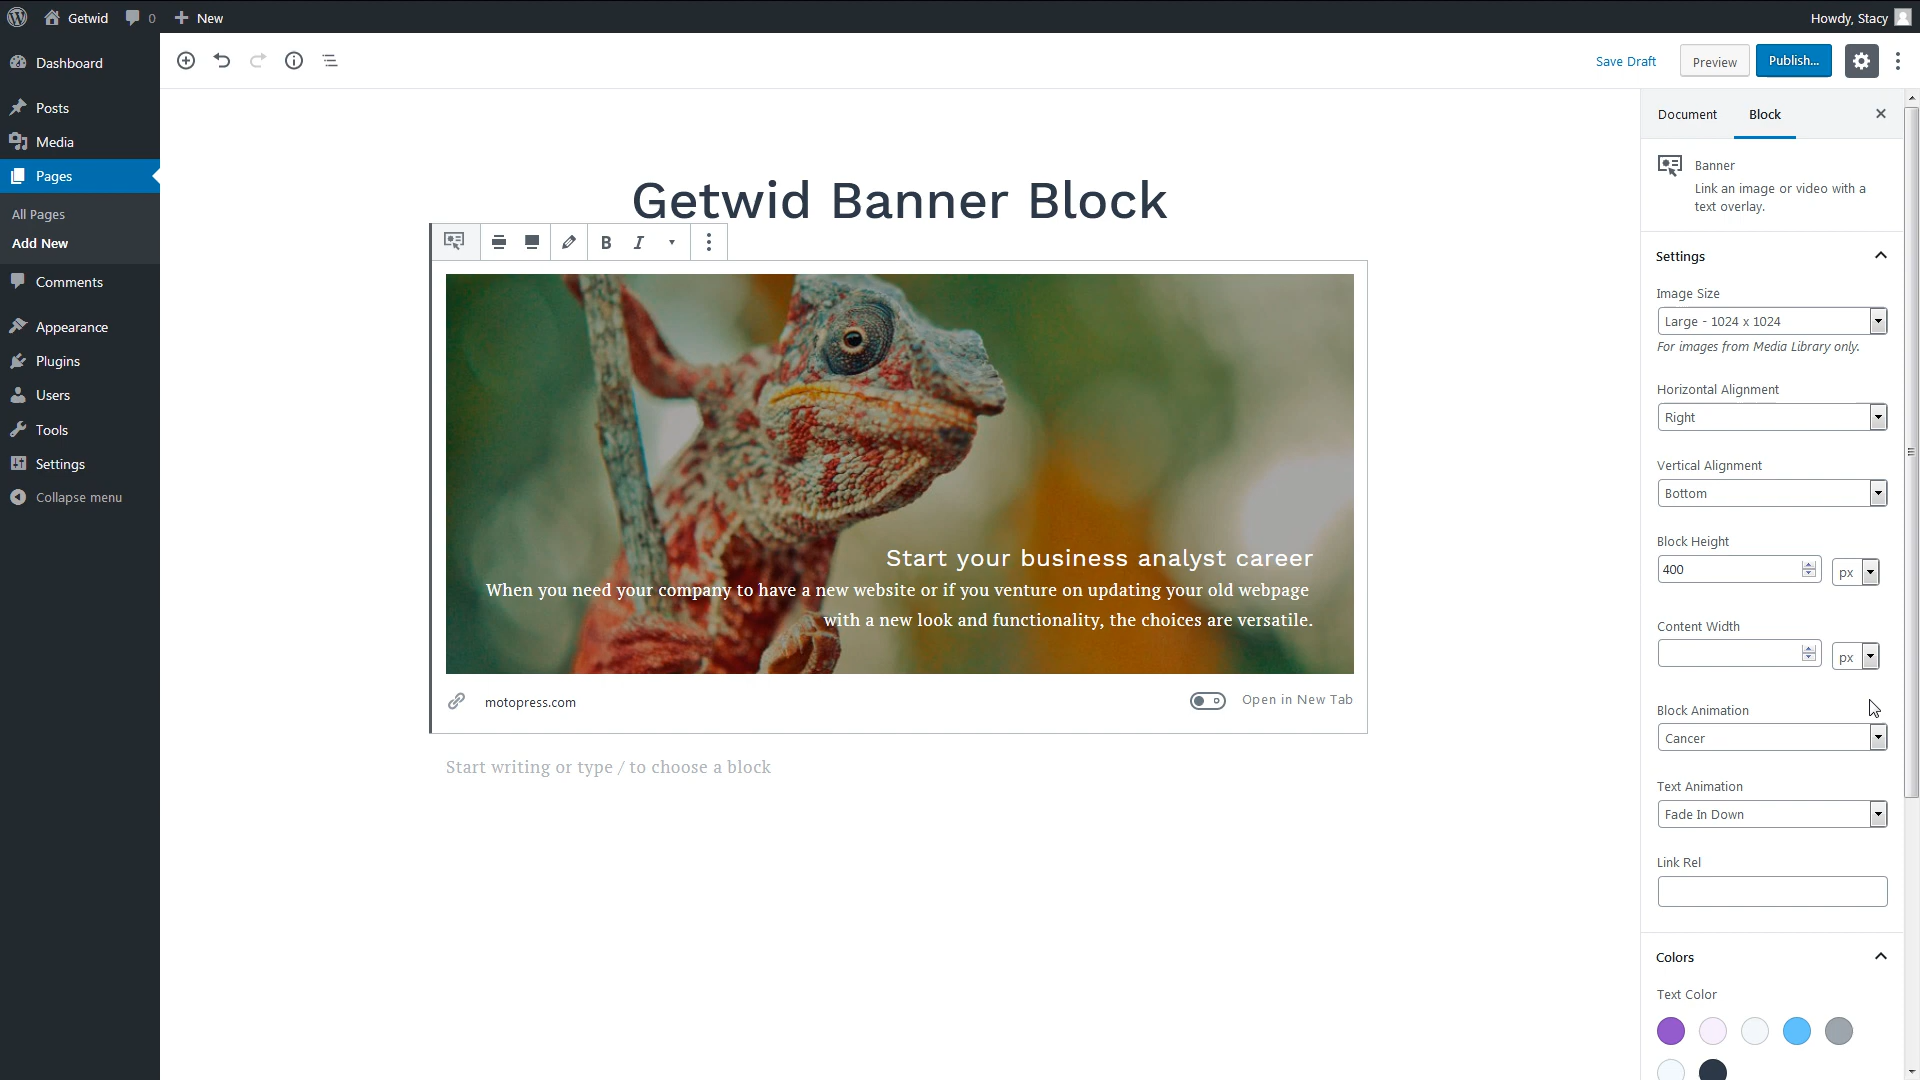 Getwid
0
New
Howdy, Stacy
Dashboard
Posts
Media
Pages
All Pages
Add New
Comments
Appearance
Plugins
Users
Tools
Settings
Collapse menu
Save Draft
Preview
Publish...
Getwid Banner Block
B
I
Start your business analyst career
When you need your company to have a new website or if you venture on updating your old webpage
with a new look and functionality, the choices are versatile.
motopress.com
Open in New Tab
Start writing or type / to choose a block
Document
Block
Banner
Link an image or video with a
text overlay.
Settings
Image Size
Large - 1024 x 1024
For images from Media Library only.
Horizontal Alignment
Right
Vertical Alignment
Bottom
Block Height
400
px
Content Width
px
Block Animation
Cancer
Text Animation
Fade In Down
Link Rel
Colors
Text Color